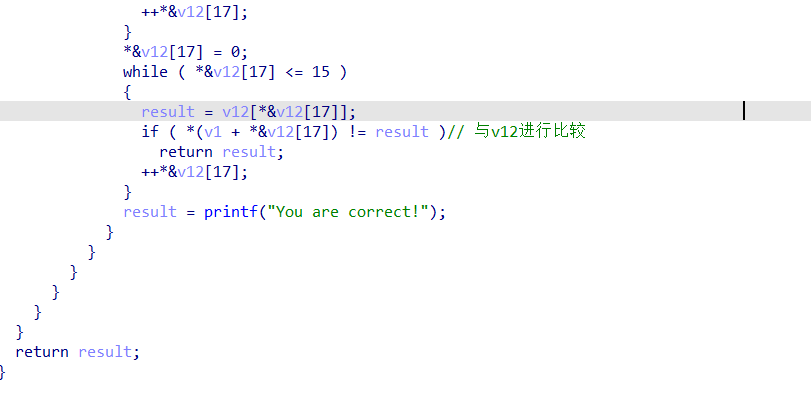 ++*&v12[17];
}
*&v12[17] = 0;
while ( *&v12[17] <= 15 )
{
result = v12[*&v12[17]];
if ( *(v1 + *&v12[17]) != result )// 与v12进行比较
return result;
++*&v12[17];
}
result = printf("You are correct!");
}
}
}
}
}
}
return result;
}